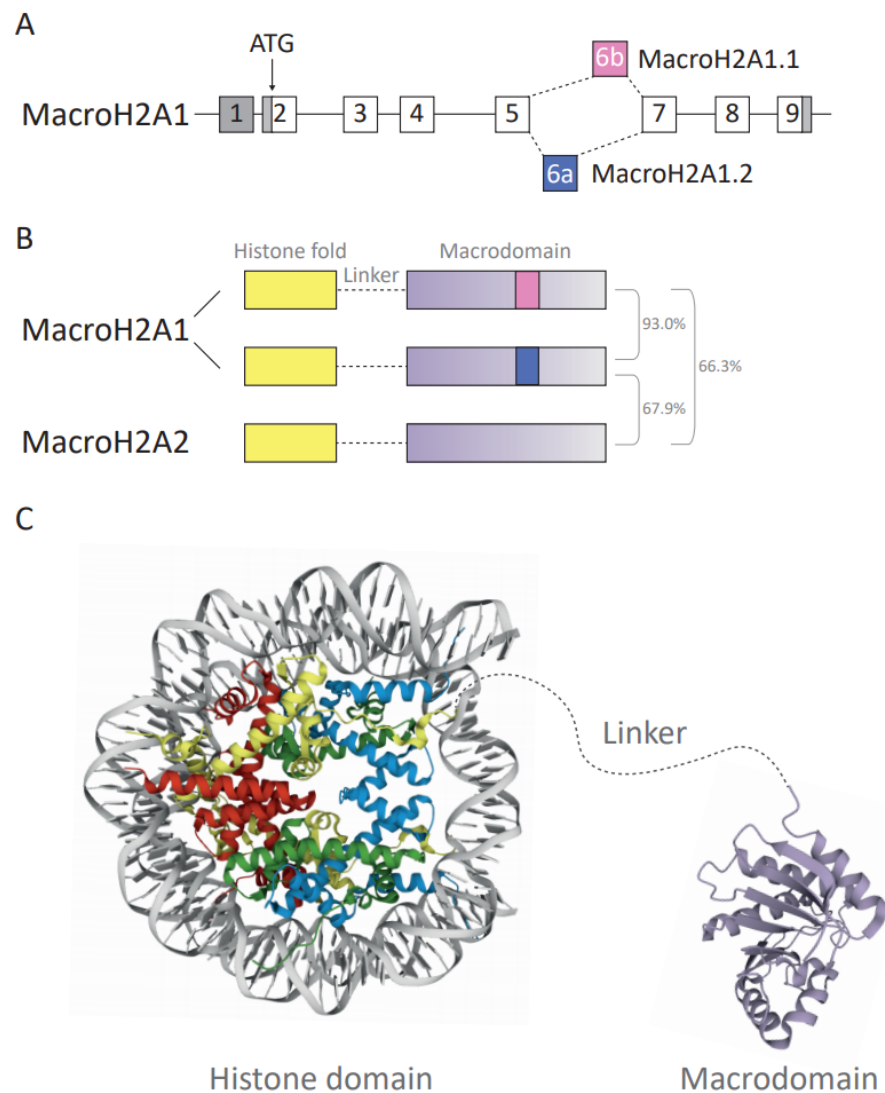 A
ATG
6b MacroH2A1.1
MacroH2A1 1 2 3 4 5 7 8 9
6a MacroH2A1.2
B
Histone fold Linker Macrodomain
MacroH2A1
93.0%
66.3%
67.9%
MacroH2A2
C
Linker
Histone domain Macrodomain